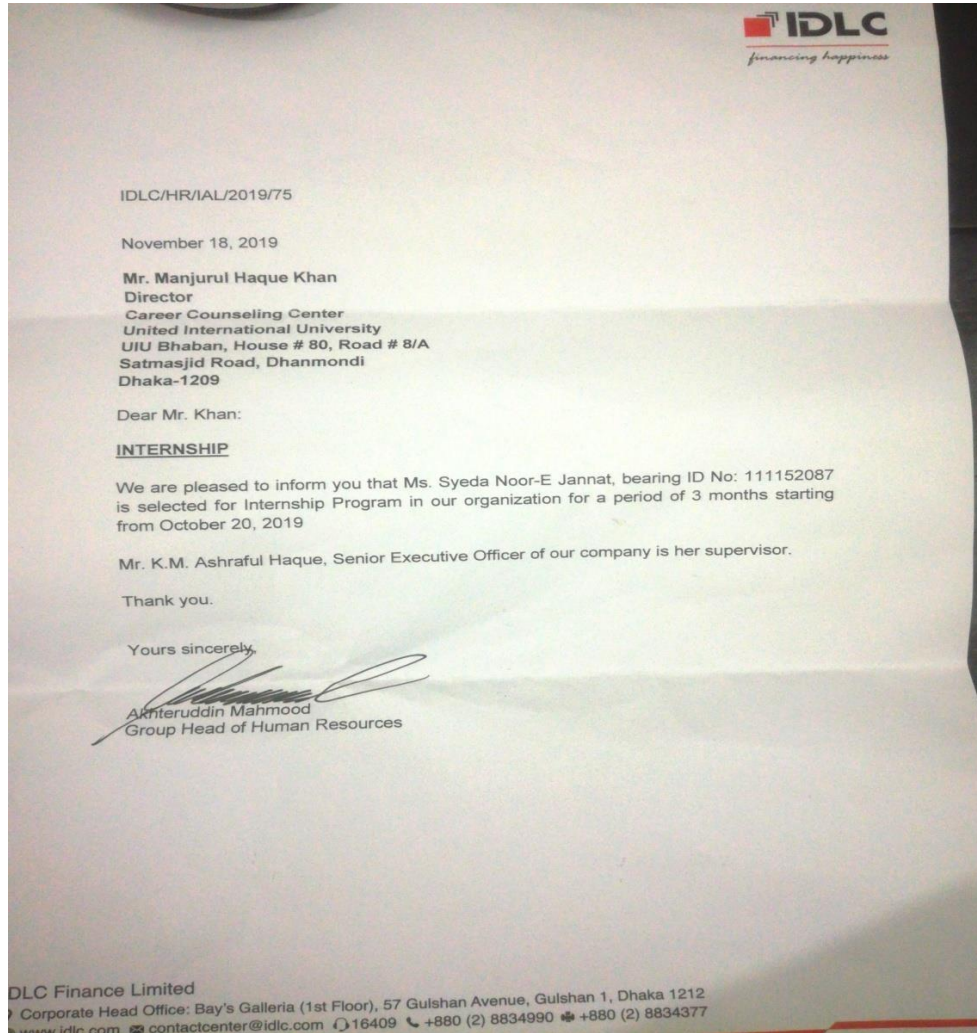 IDLC
financing happiness
IDLC/HR/IAL/2019/75
November 18, 2019
Mr. Manjurul Haque Khan
Director
Career Counseling Center
United International University
UIU Bhaban, House # 80, Road # 8/A
Satmasjid Road, Dhanmondi
Dhaka-1209
Dear Mr. Khan:
INTERNSHIP
We are pleased to inform you that Ms. Syeda Noor-E Jannat, bearing ID No: 111152087
is selected for Internship Program in our organization for a period of 3 months starting
from October 20, 2019
Mr. K.M. Ashraful Haque, Senior Executive Officer of our company is her supervisor.
Thank you.
Yours sincerely,
Akhteruddin Mahmood
Group Head of Human Resources
DLC Finance Limited
Corporate Head Office: Bay's Galleria (1st Floor), 57 Gulshan Avenue, Gulshan 1, Dhaka 1212
www.idlc.com contactcenter@idlc.com 16409 +880 (2) 8834990 +880 (2) 8834377